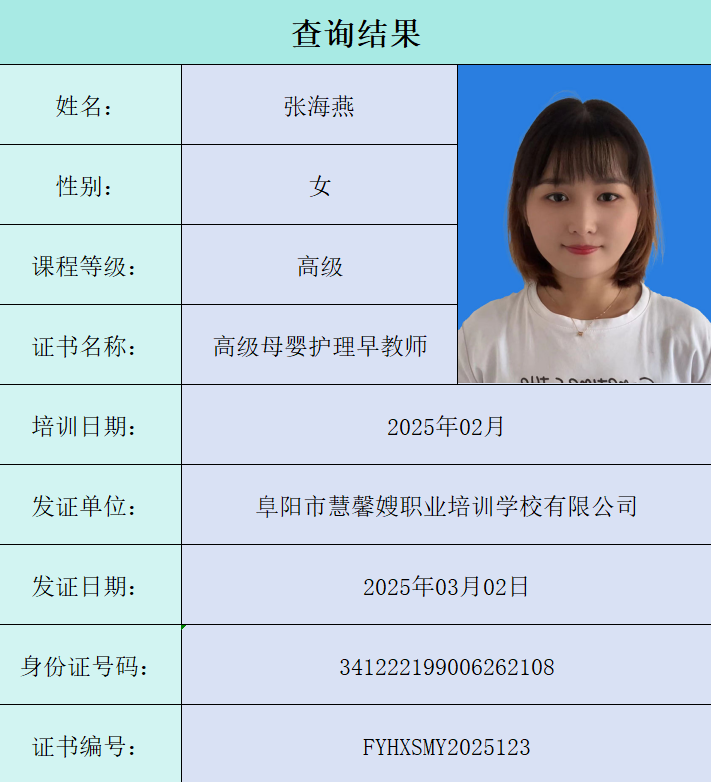 查询结果
姓名： 张海燕
性别： 女
课程等级： 高级
证书名称： 高级母婴护理早教师
培训日期： 2025年02月
发证单位： 阜阳市慧馨嫂职业培训学校有限公司
发证日期： 2025年03月02日
身份证号码： 341222199006262108
证书编号： FYHXSMY2025123